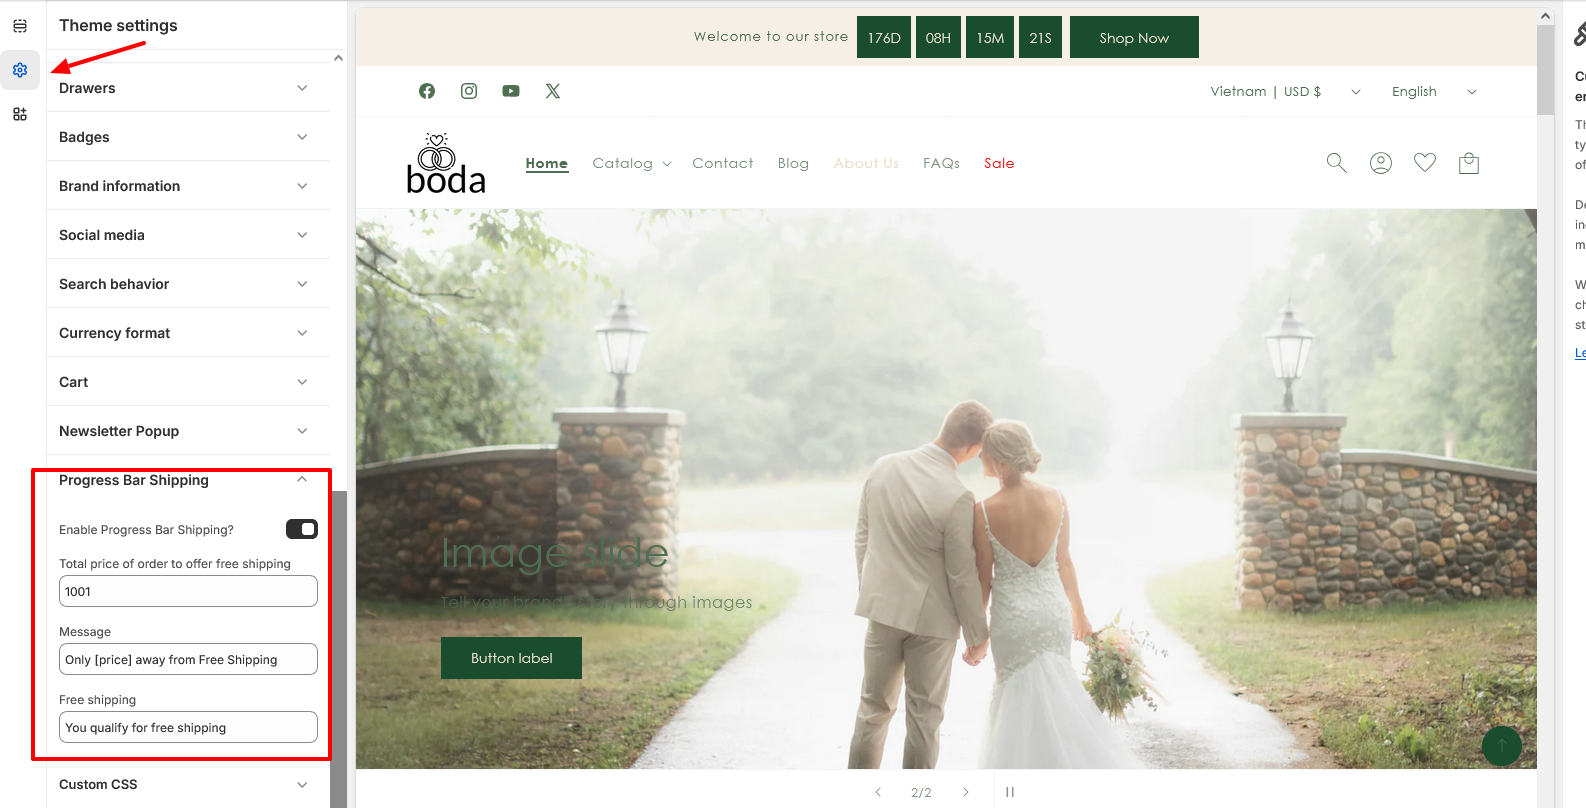 Theme settings
Drawers
Badges
Brand information
Social media
Search behavior
Currency format
Cart
Newsletter Popup
Progress Bar Shipping
Enable Progress Bar Shipping?
Total price of order to offer free shipping
1001
Message
Only [price] away from Free Shipping
Free shipping
You qualify for free shipping
Custom CSS
Welcome to our store 176D 08H 15M 21S Shop Now
Vietnam | USD $ English
boda
Home Catalog Contact Blog About Us FAQs Sale
Image slide
Tell your brand's story through images
Button label
2/2